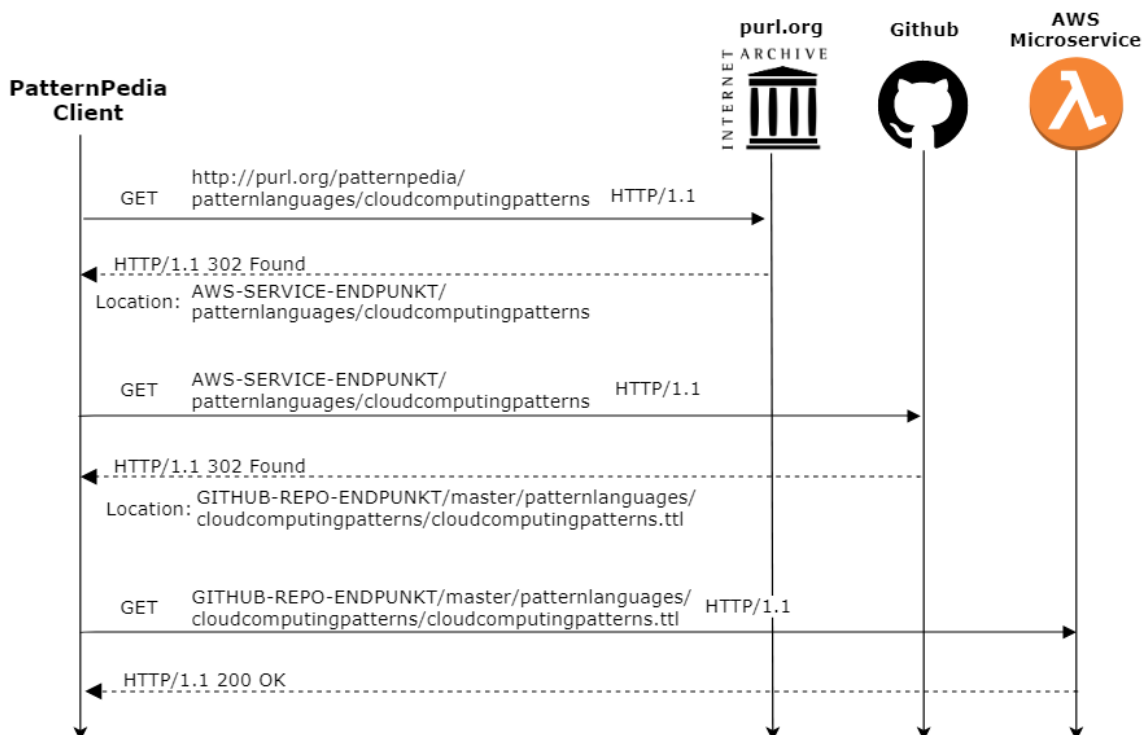 purl.org
Github
AWS
Microservice
INTERNET
ARCHIVE
PatternPedia
Client
GET
http://purl.org/patternpedia/
patternlanguages/cloudcomputingpatterns
HTTP/1.1
HTTP/1.1 302 Found
Location:
AWS-SERVICE-ENDPUNKT/
patternlanguages/cloudcomputingpatterns
GET
AWS-SERVICE-ENDPUNKT/
patternlanguages/cloudcomputingpatterns
HTTP/1.1
HTTP/1.1 302 Found
Location:
GITHUB-REPO-ENDPUNKT/master/patternlanguages/
cloudcomputingpatterns/cloudcomputingpatterns.ttl
GET
GITHUB-REPO-ENDPUNKT/master/patternlanguages/
cloudcomputingpatterns/cloudcomputingpatterns.ttl
HTTP/1.1
HTTP/1.1 200 OK